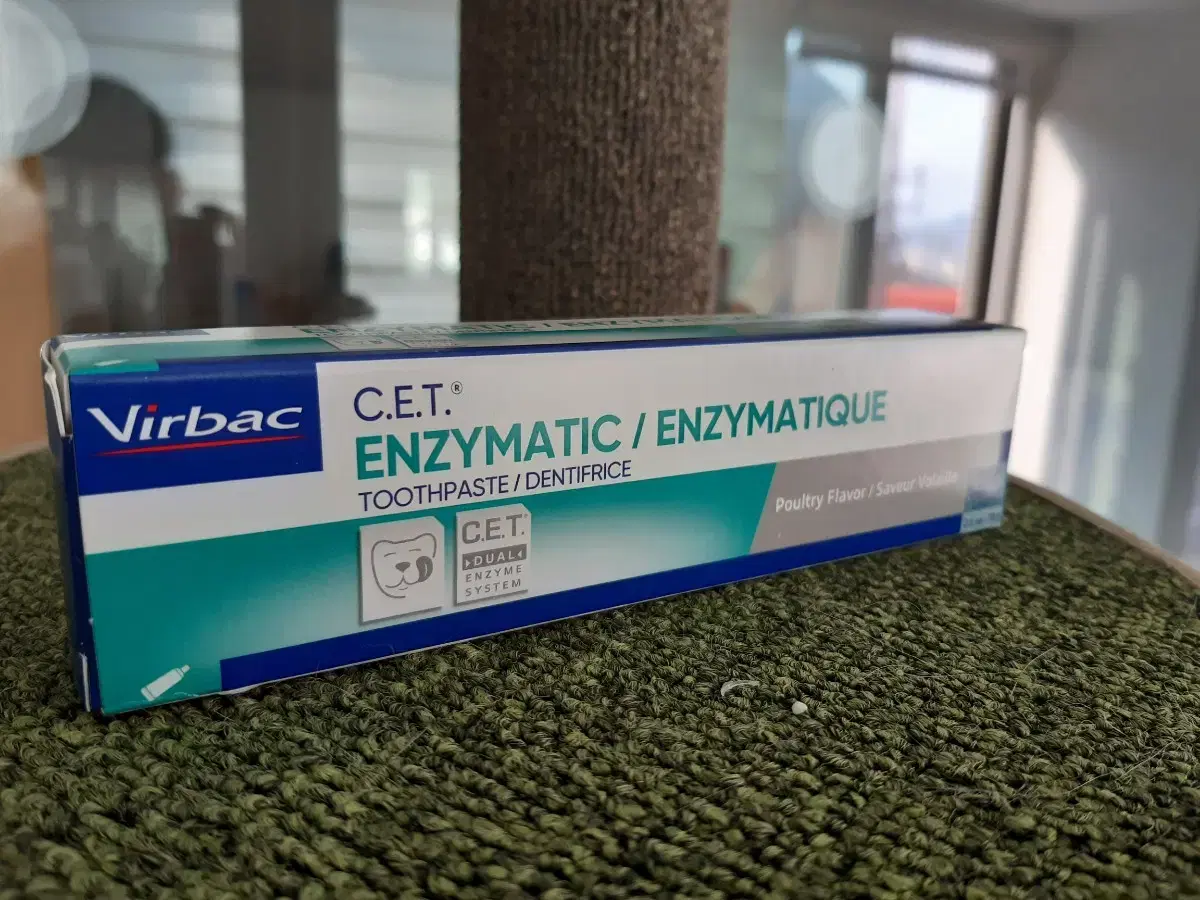 Virbac
C.E.T.®
ENZYMATIC / ENZYMATIQUE
TOOTHPASTE / DENTIFRICE
Poultry Flavor / Saveur Volaille
C.E.T.
DUAL
ENZYME
SYSTEM